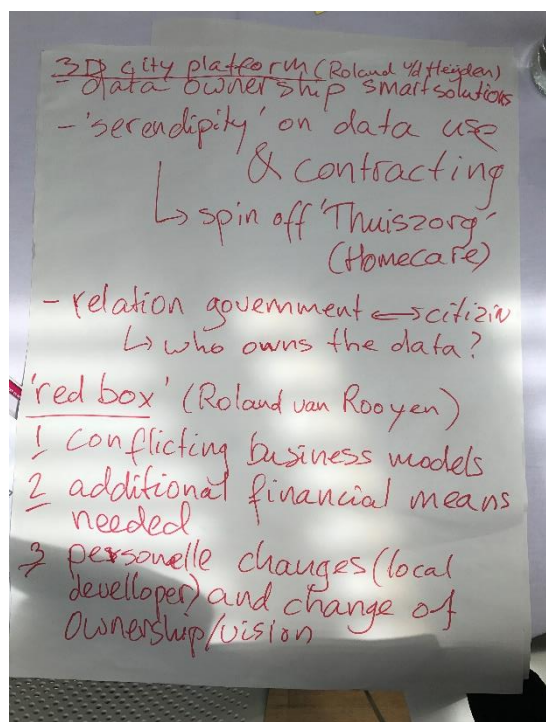 3D city platform (Roland v/d Heijden)
- data ownership smart solutions
- 'serendipity' on data use
& contracting
↳ spin off 'Thuiszorg'
(Homecare)
- relation government ↔ citizin
↳ who owns the data?
'red box' (Roland van Rooyen)
1 conflicting business models
2 additional financial means
needed
3 personelle changes (local
develloper) and change of
Ownership/vision